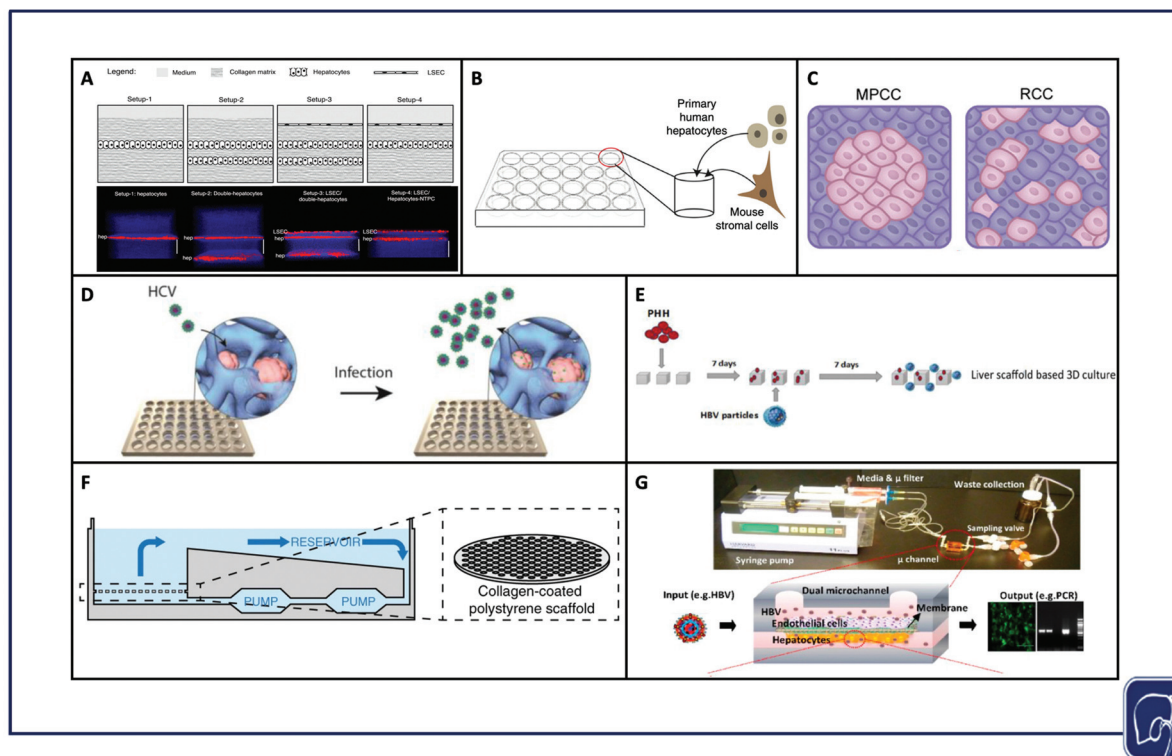 A
Legend:
Medium
Collagen matrix
Hepatocytes
LSEC
Setup-1
Setup-2
Setup-3
Setup-4
Setup-1: hepatocytes
Setup-2: Double-hepatocytes
Setup-3: LSEC/
double-hepatocytes
Setup-4: LSEC/
Hepatocytes-NTPC
hep
hep
hep
LSEC
hep
hep
LSEC
hep
B
Primary
human
hepatocytes
Mouse
stromal cells
C
MPCC
RCC
D
HCV
Infection
E
PHH
7 days
7 days
Liver scaffold based 3D culture
HBV particles
F
RESERVOIR
PUMP
PUMP
Collagen-coated
polystyrene scaffold
G
Media & µ filter
Waste collection
Sampling valve
µ channel
Syringe pump
Dual microchannel
Input (e.g.HBV)
HBV
Membrane
Endothelial cells
Hepatocytes
Output (e.g.PCR)